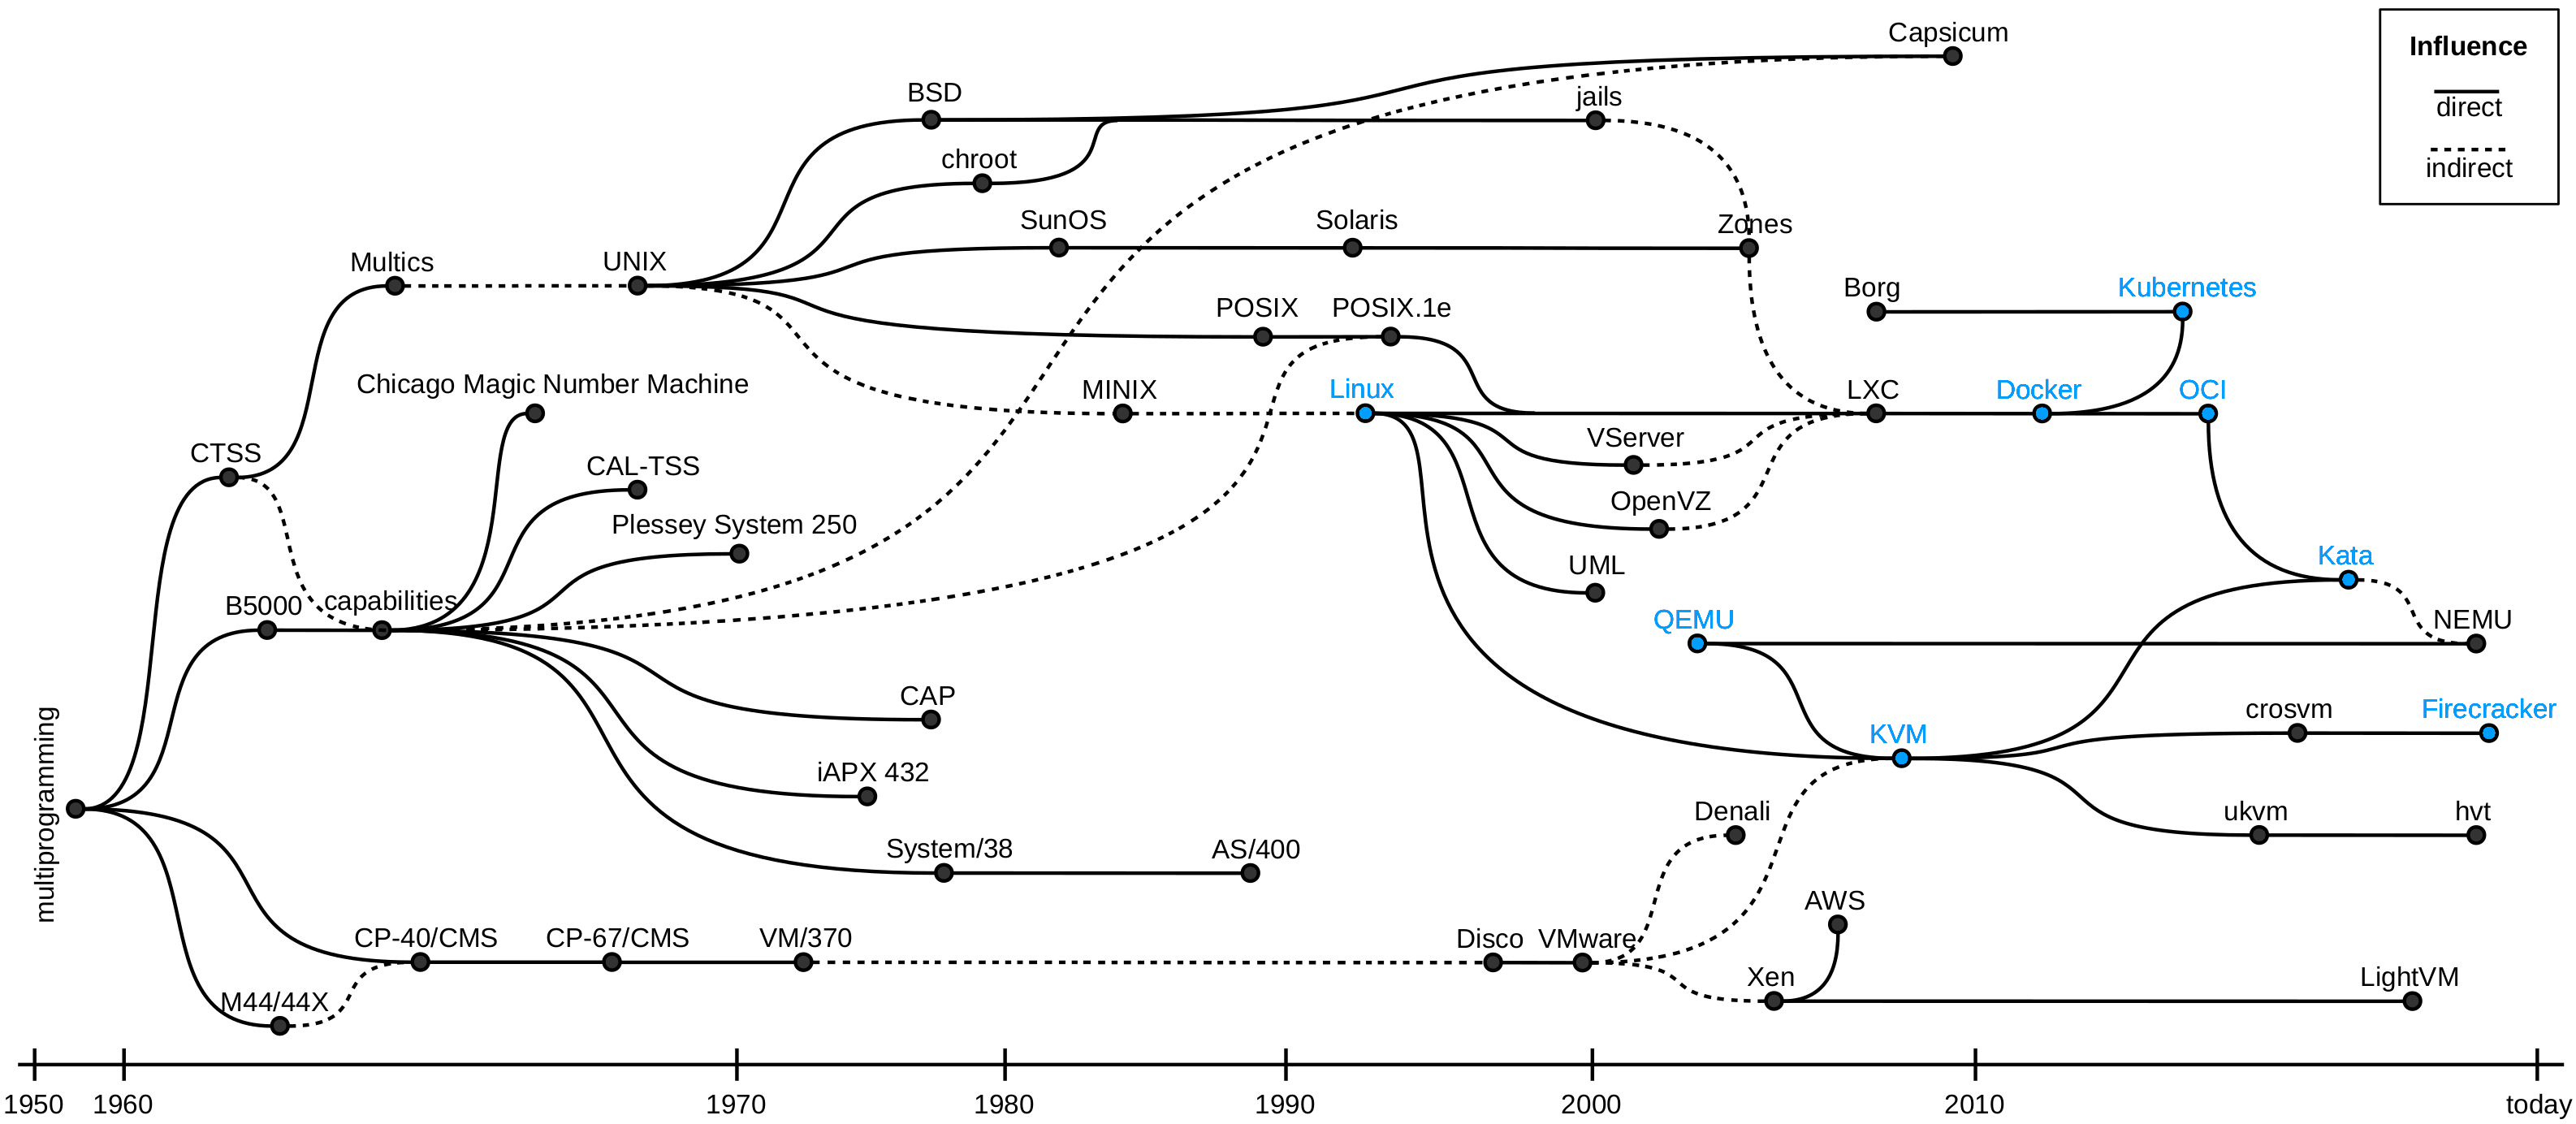 Capsicum
Influence
direct
indirect
BSD
jails
chroot
SunOS
Solaris
Zones
Multics
UNIX
Borg
Kubernetes
POSIX
POSIX.1e
Chicago Magic Number Machine
MINIX
Linux
LXC
Docker
OCI
CTSS
VServer
CAL-TSS
OpenVZ
Plessey System 250
UML
Kata
B5000
capabilities
QEMU
NEMU
CAP
crosvm
Firecracker
multiprogramming
KVM
iAPX 432
Denali
ukvm
hvt
System/38
AS/400
AWS
CP-40/CMS
CP-67/CMS
VM/370
Disco
VMware
Xen
LightVM
M44/44X
1950
1960
1970
1980
1990
2000
2010
today